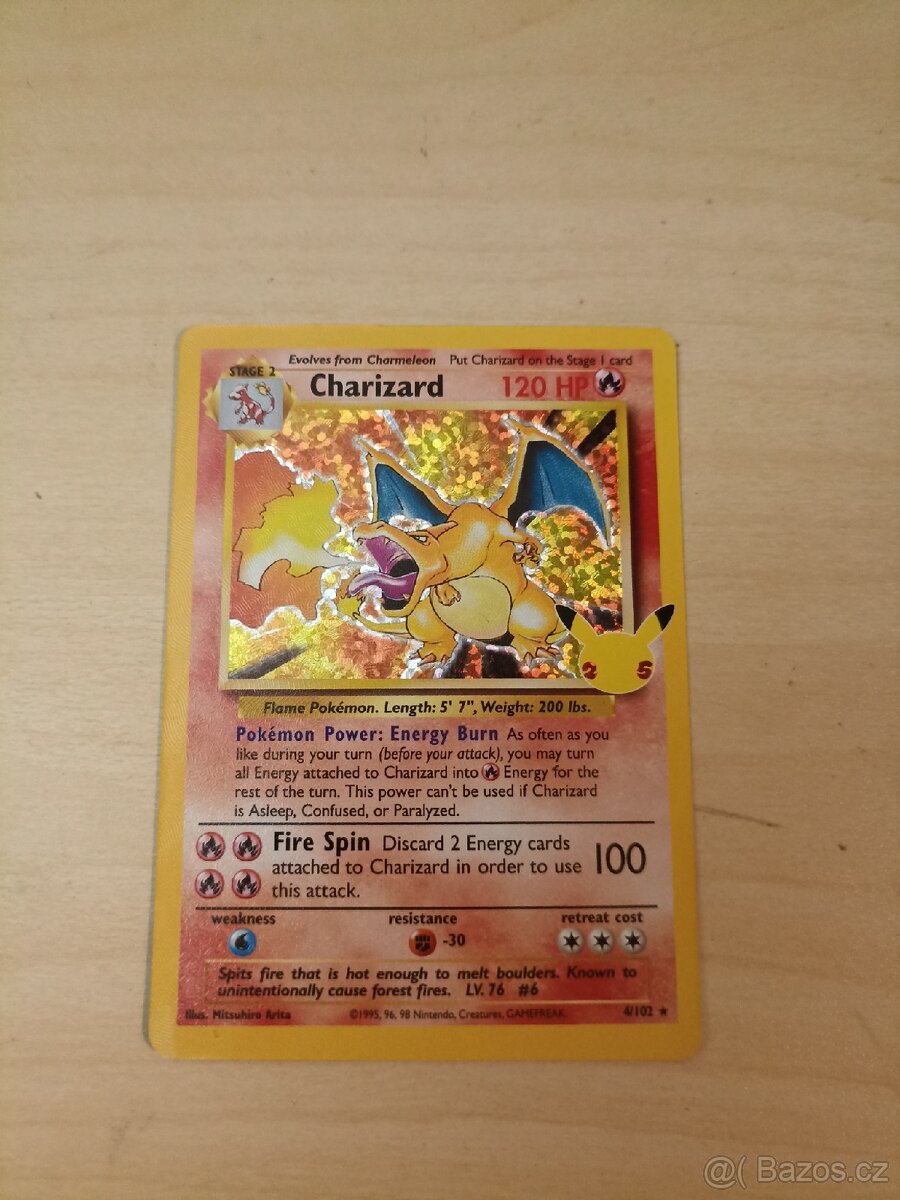 Evolves from Charmeleon Put Charizard on the Stage 1 card
STAGE 2
Charizard 120 HP
25
Flame Pokémon. Length: 5' 7", Weight: 200 lbs.
Pokémon Power: Energy Burn As often as you
like during your turn (before your attack), you may turn
all Energy attached to Charizard into Energy for the
rest of the turn. This power can't be used if Charizard
is Asleep, Confused, or Paralyzed.
Fire Spin Discard 2 Energy cards
attached to Charizard in order to use 100
this attack.
weakness resistance retreat cost
-30
Spits fire that is hot enough to melt boulders. Known to
unintentionally cause forest fires. LV. 76 #6
Illus. Mitsuhiro Arita ©1995, 96, 98 Nintendo, Creatures, GAMEFREAK. 4/102 ★
@( Bazos.cz